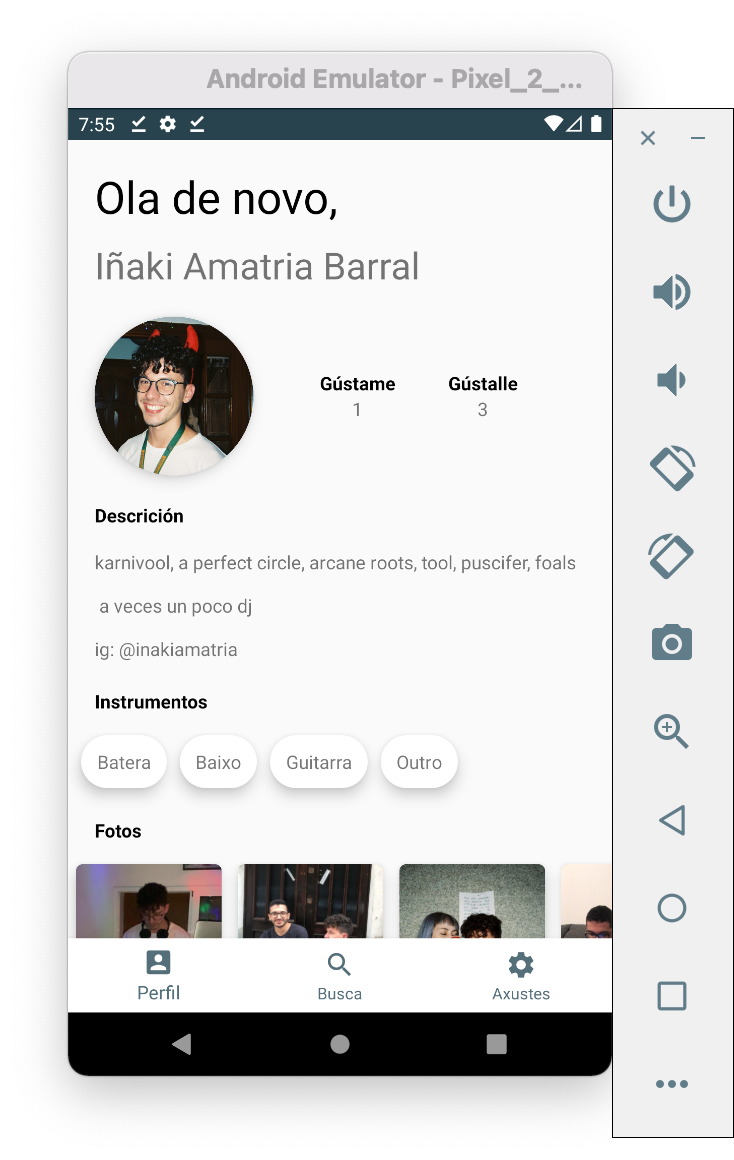 Android Emulator - Pixel_2_...
7:55
Ola de novo,
Iñaki Amatria Barral
Gústame Gústalle
1 3
Descrición
karnivool, a perfect circle, arcane roots, tool, puscifer, foals
a veces un poco dj
ig: @inakiamatria
Instrumentos
Batera Baixo Guitarra Outro
Fotos
Perfil Busca Axustes